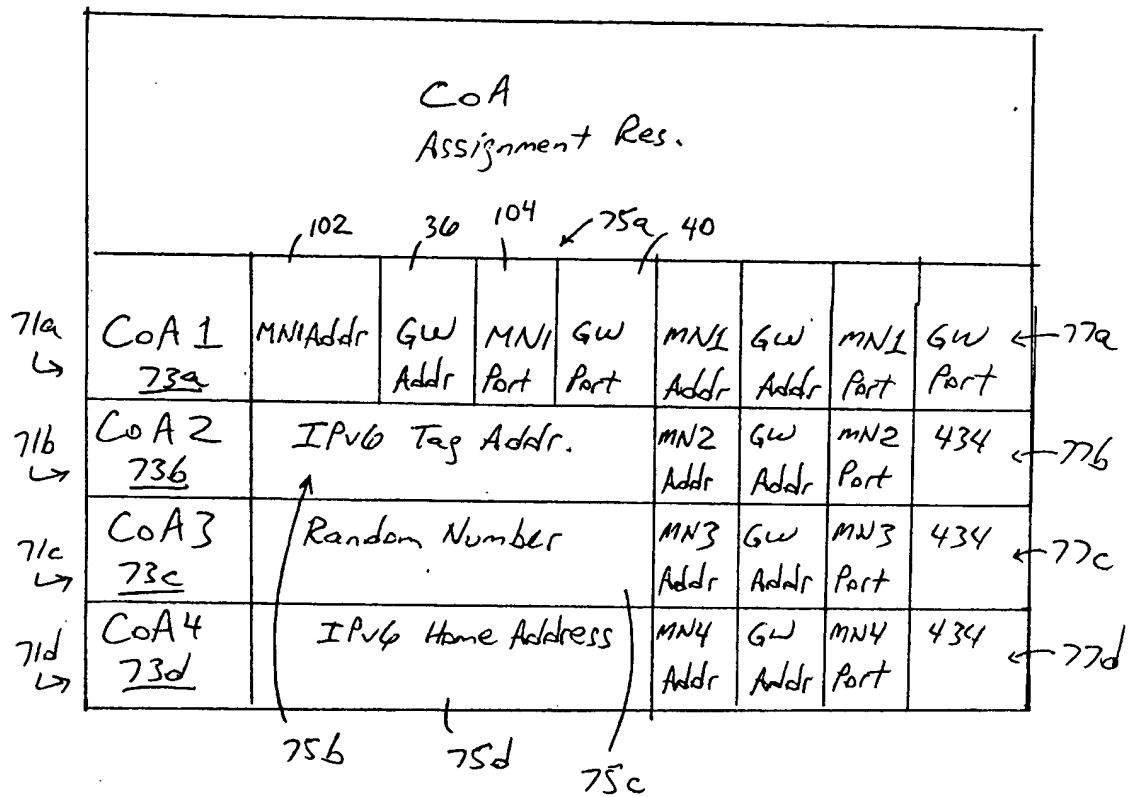 CoA
Assignment Res.
102 36 104 75a 40
71a CoA 1 MN1 Addr GW Addr MN1 Port GW Port MN1 Addr GW Addr MN1 Port GW Port 77a
73a
71b CoA 2 IPv6 Tag Addr. MN2 Addr GW Addr MN2 Port 434 77b
73b
71c CoA 3 Random Number MN3 Addr GW Addr MN3 Port 434 77c
73c
71d CoA 4 IPv6 Home Address MN4 Addr GW Addr MN4 Port 434 77d
73d
75b 75d 75c